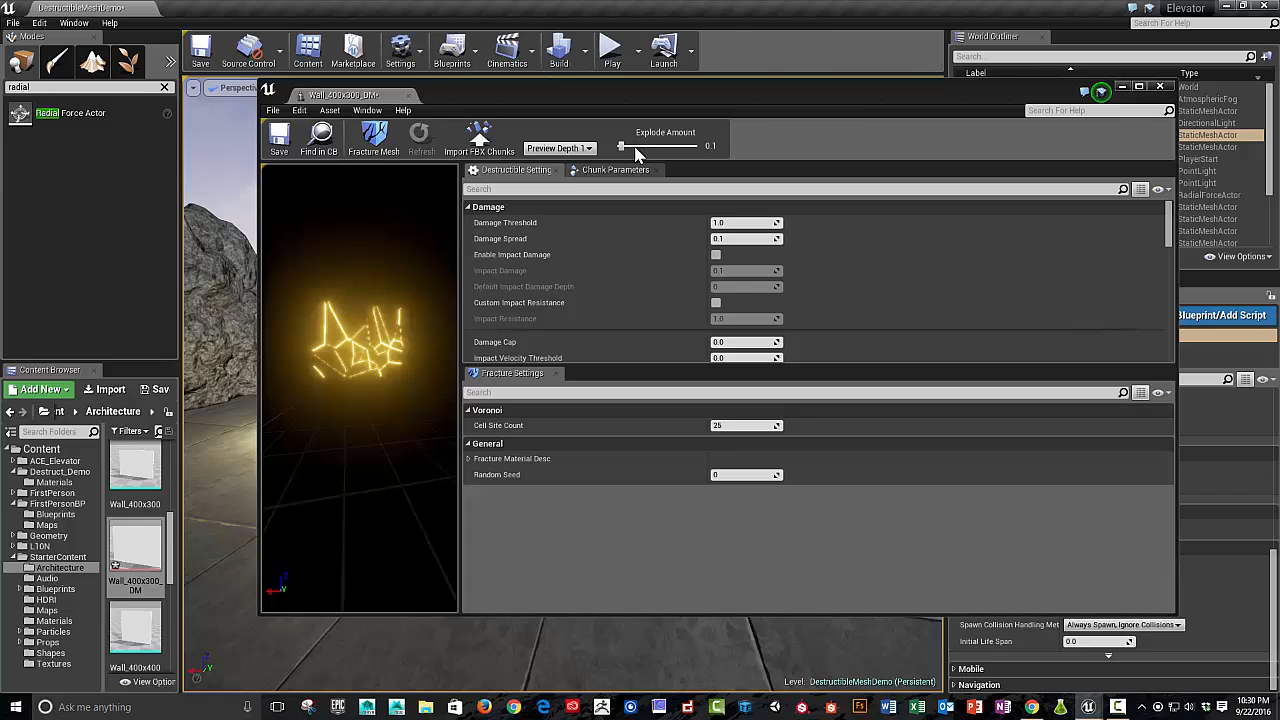 DestructibleMeshDemo•
Elevator
File Edit Window Help
Search For Help
Modes
radial
Radial Force Actor
Save
Source Control
Content
Marketplace
Settings
Blueprints
Cinematics
Build
Play
Launch
Perspecti
World Outliner
Search...
Label
Type
World
AtmosphericFog
StaticMeshActor
DirectionalLight
StaticMeshActor
StaticMeshActor
PlayerStart
PointLight
PointLight
RadialForceActor
StaticMeshActor
StaticMeshActor
StaticMeshActor
StaticMeshActor
View Options
Blueprint/Add Script
Wall_400x300_DM•
File Edit Asset Window Help
Search For Help
Save
Find in CB
Fracture Mesh
Refresh
Import FBX Chunks
Preview Depth 1
Explode Amount
0.1
Destructible Setting
Chunk Parameters
Search
Damage
Damage Threshold 1.0
Damage Spread 0.1
Enable Impact Damage
Impact Damage 0.1
Default Impact Damage Depth 0
Custom Impact Resistance
Impact Resistance 1.0
Damage Cap 0.0
Impact Velocity Threshold 0.0
Fracture Settings
Search
Voronoi
Cell Site Count 25
General
Fracture Material Desc
Random Seed 0
Content Browser
Add New Import Sav
nt Architecture
Search Folders
Filters
Content
ACE_Elevator
Destruct_Demo
Materials
FirstPerson
FirstPersonBP
Blueprints
Maps
Geometry
L10N
StarterContent
Architecture
Audio
Blueprints
HDRI
Maps
Materials
Particles
Props
Shapes
Textures
Wall_400x300
Wall_400x300_
DM
Wall_400x400
View Option
Level: DestructibleMeshDemo (Persistent)
Spawn Collision Handling Met Always Spawn, Ignore Collisions
Initial Life Span 0.0
Mobile
Navigation
Ask me anything
10:30 PM
9/22/2016